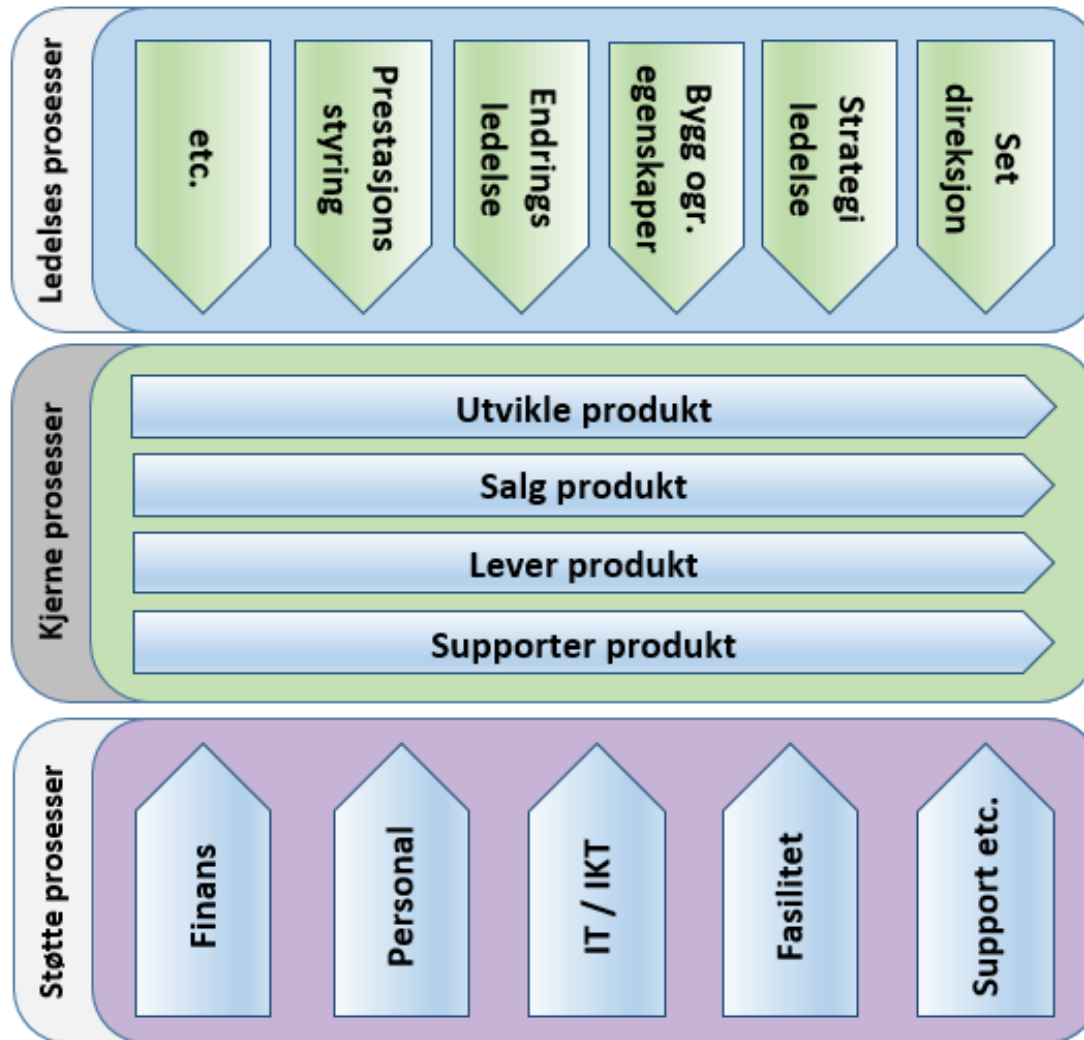 Ledelses prosesser
etc.
Prestasjons
styring
Endrings
ledelse
Bygg ogr.
egenskaper
Strategi
ledelse
Set
direksjon
Kjerne prosesser
Utvikle produkt
Salg produkt
Lever produkt
Supporter produkt
Støtte prosesser
Finans
Personal
IT / IKT
Fasilitet
Support etc.